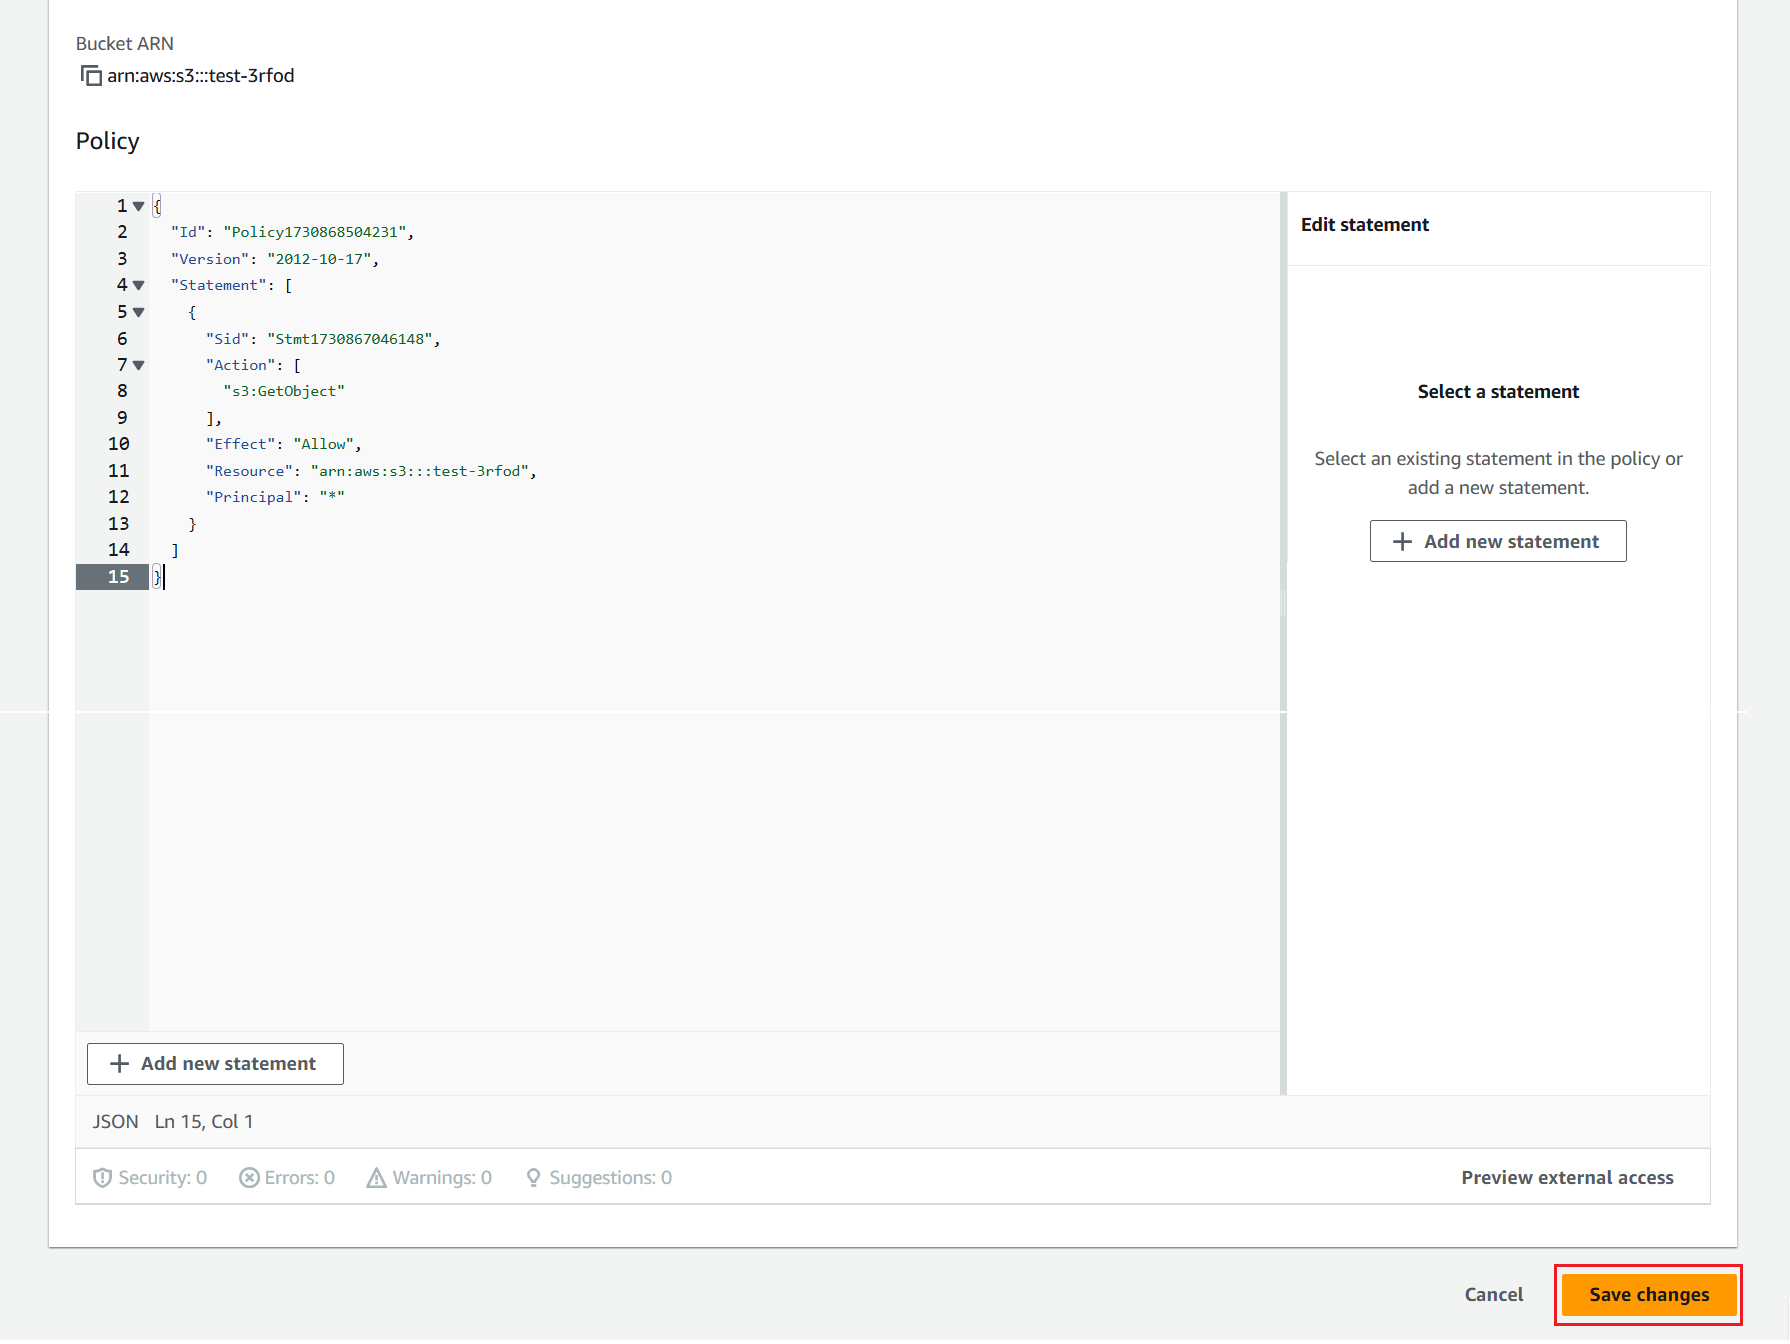 Bucket ARN
arn:aws:s3:::test-3rfod
Policy
1 {
2 "Id": "Policy1730868504231",
3 "Version": "2012-10-17",
4 "Statement": [
5 {
6 "Sid": "Stmt1730867046148",
7 "Action": [
8 "s3:GetObject"
9 ],
10 "Effect": "Allow",
11 "Resource": "arn:aws:s3:::test-3rfod",
12 "Principal": "*"
13 }
14 ]
15 }
Edit statement
Select a statement
Select an existing statement in the policy or
add a new statement.
+ Add new statement
+ Add new statement
JSON Ln 15, Col 1
Security: 0 Errors: 0 Warnings: 0 Suggestions: 0 Preview external access
Cancel Save changes